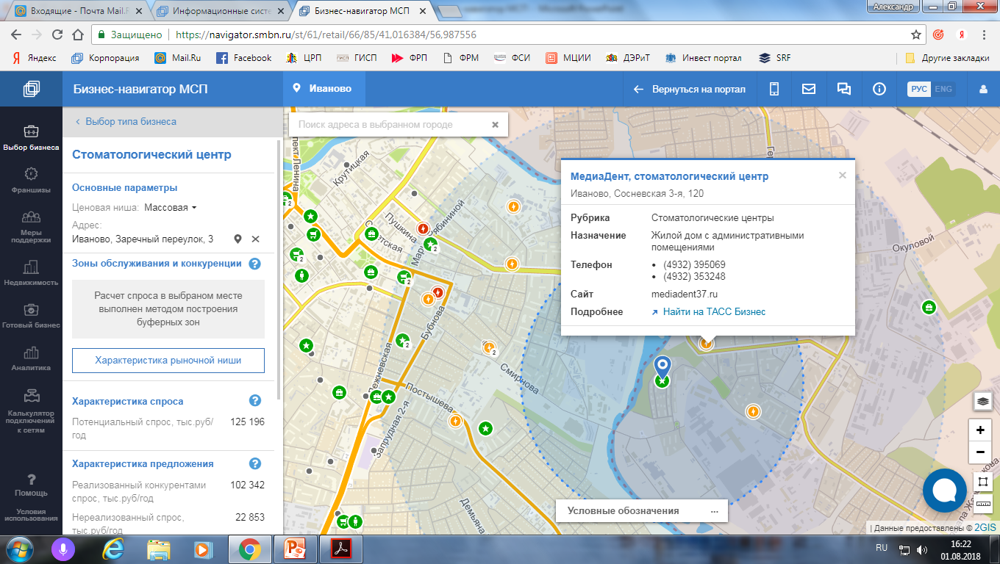 Входящие - Почта Mail.R
Информационные систе
Бизнес-навигатор МСП
Александр
Защищено
https://navigator.smbn.ru/st/61/retail/66/85/41,016384/56,987556
Яндекс
Корпорация
Mail.Ru
Facebook
ЦРП
ГИСП
ФРП
ФРМ
ФСИ
МЦИИ
ДЭРиТ
Инвест портал
SRF
Другие закладки
Бизнес-навигатор МСП
Иваново
Вернуться на портал
РУС ENG
Выбор бизнеса
Франшизы
Меры
поддержки
Недвижимость
Готовый бизнес
Аналитика
Калькулятор
подключений
к сетям
Помощь
Условия
использования
Выбор типа бизнеса
Стоматологический центр
Основные параметры
Ценовая ниша: Массовая
Адрес:
Иваново, Заречный переулок, 3
Зоны обслуживания и конкуренции
Расчет спроса в выбраном месте
выполнен методом построения
буферных зон
Характеристика рыночной ниши
Характеристика спроса
Потенциальный спрос, тыс.руб/
год
125 196
Характеристика предложения
Реализованный конкурентами
спрос, тыс.руб/год
102 342
Нереализованный спрос,
тыс.руб/год
22 853
Поиск адреса в выбранном городе
пект Ленина
Крутицкая
Пушкина
Советская
Марии Рябининой
Бубнова
Лежневская
Запрудная 2-я
Постышева
Смирнова
Демьяна
Окуловой
МедиаДент, стоматологический центр
Иваново, Сосневская 3-я, 120
Рубрика
Стоматологические центры
Назначение
Жилой дом с административными
помещениями
Телефон
(4932) 395069
(4932) 353248
Сайт
mediadent37.ru
Подробнее
Найти на ТАСС Бизнес
Условные обозначения
...
+
−
| Данные предоставлены © 2GIS
RU
16:22
01.08.2018